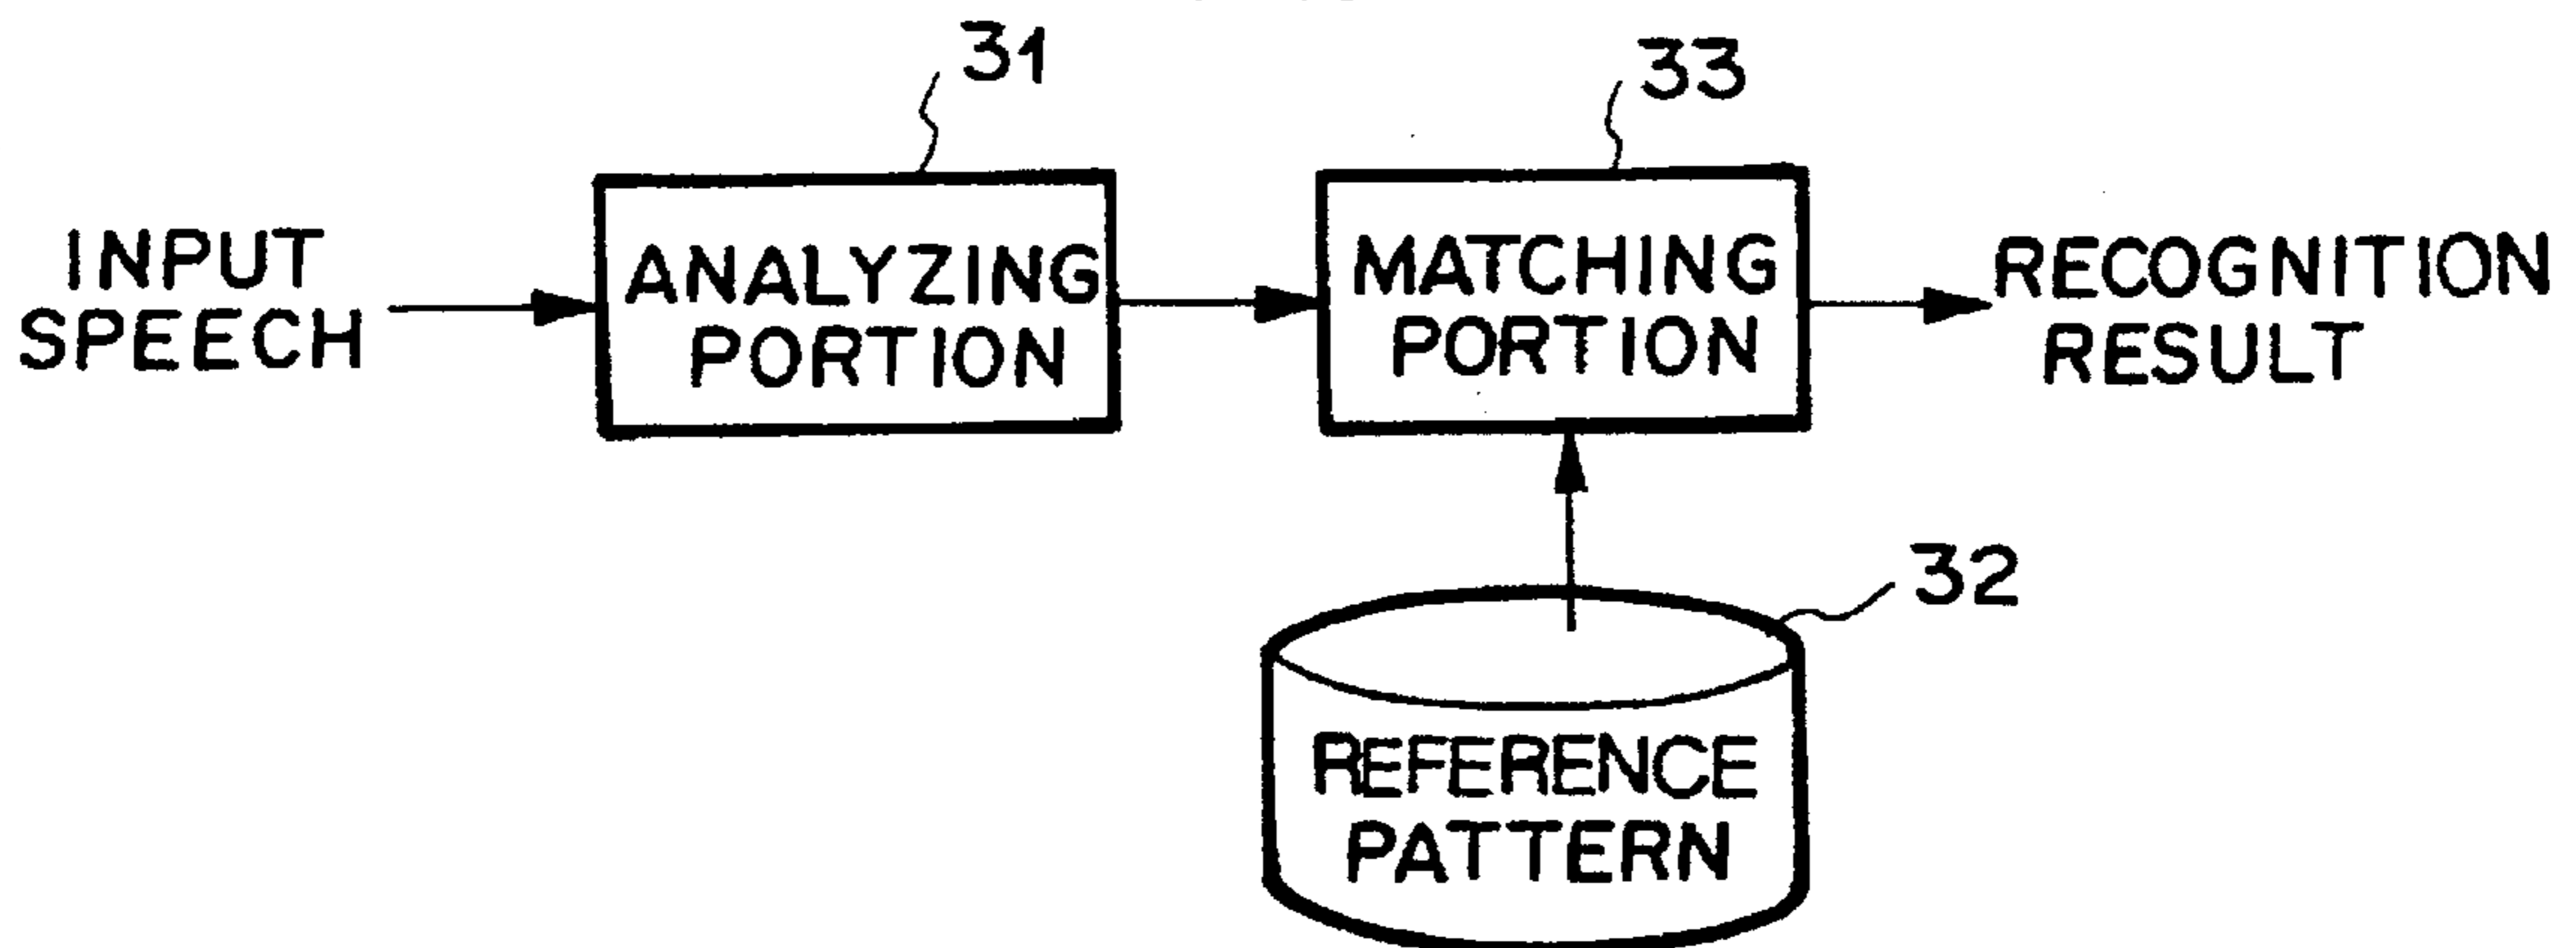 31
33
INPUT
SPEECH
ANALYZING
PORTION
MATCHING
PORTION
RECOGNITION
RESULT
32
REFERENCE
PATTERN